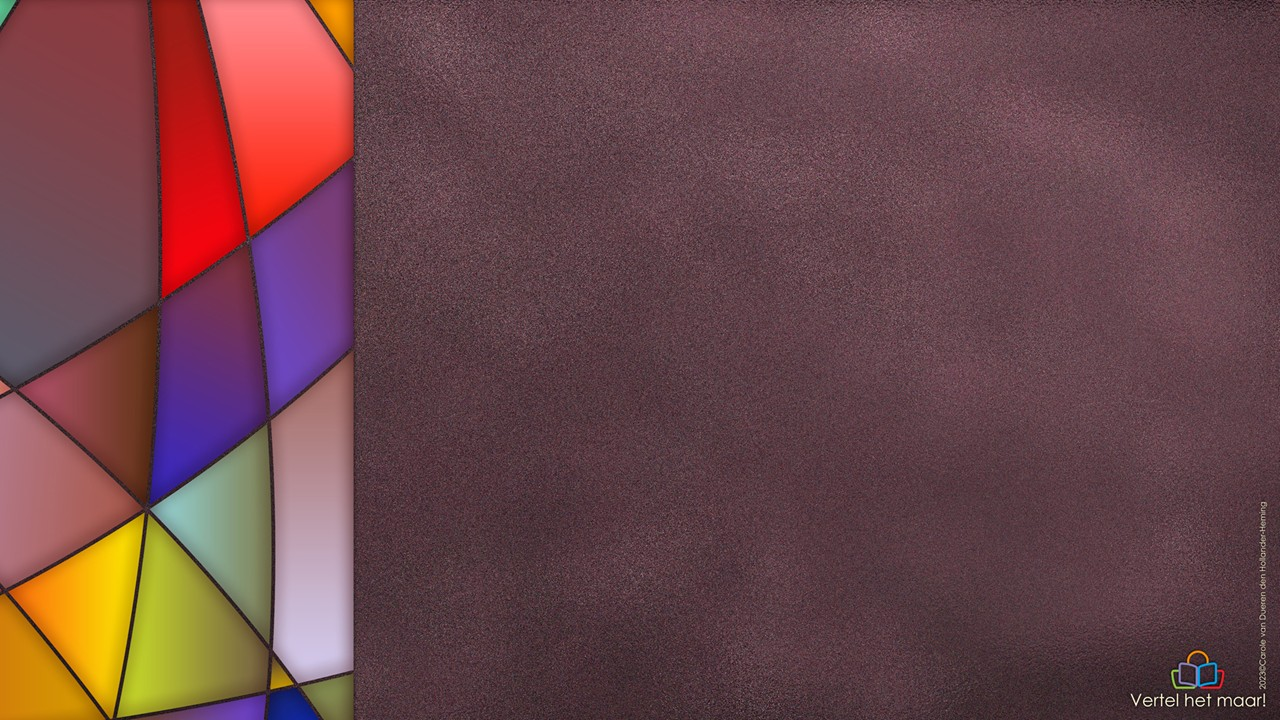 2023©Carole van Dueren den Hollander-Heming
Vertel het maar!